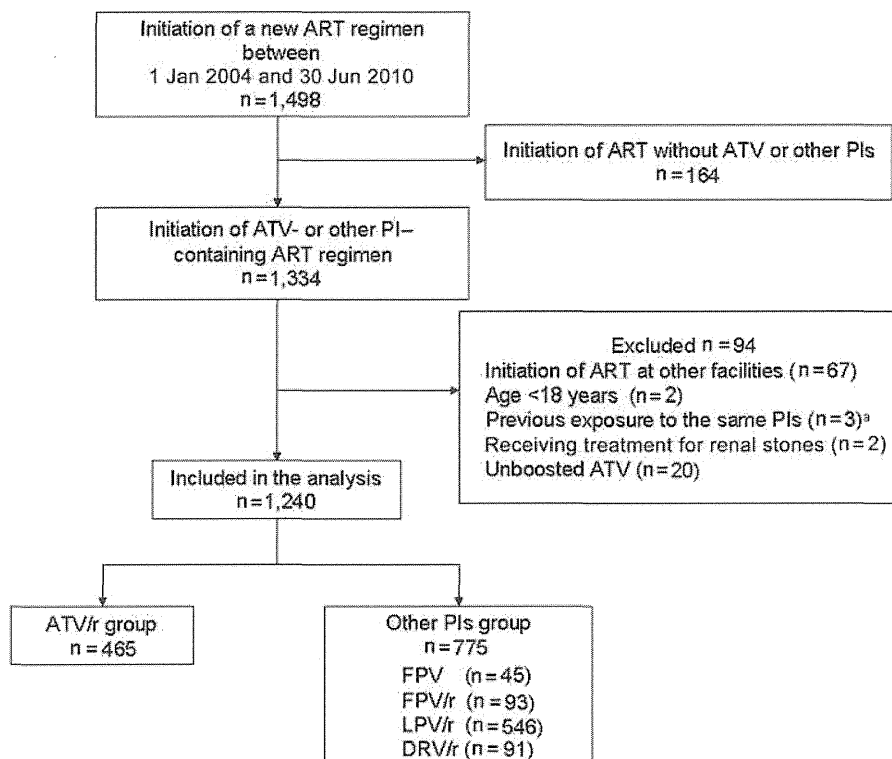 Initiation of a new ART regimen
between
1 Jan 2004 and 30 Jun 2010
n=1,498
Initiation of ART without ATV or other PIs
n=164
Initiation of ATV- or other PI–
containing ART regimen
n=1,334
Excluded n=94
Initiation of ART at other facilities (n=67)
Age <18 years (n=2)
Previous exposure to the same PIs (n=3)ᵃ
Receiving treatment for renal stones (n=2)
Unboosted ATV (n=20)
Included in the analysis
n=1,240
ATV/r group
n=465
Other PIs group
n=775
FPV (n=45)
FPV/r (n=93)
LPV/r (n=546)
DRV/r (n=91)